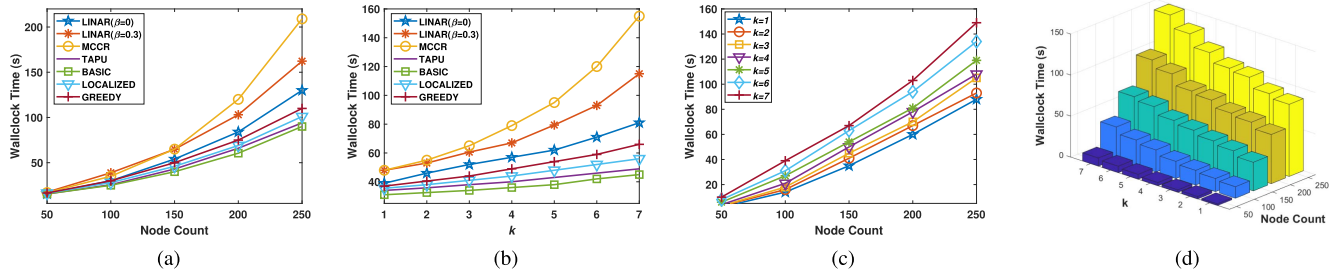 200
150
100
50
50
100
150
200
250
Wallclock Time (s)
Node Count
LINAR(β=0)
LINAR(β=0.3)
MCCR
TAPU
BASIC
LOCALIZED
GREEDY
(a)
160
140
120
100
80
60
40
1
2
3
4
5
6
7
Wallclock Time (s)
k
LINAR(β=0)
LINAR(β=0.3)
MCCR
TAPU
BASIC
LOCALIZED
GREEDY
(b)
160
140
120
100
80
60
40
20
50
100
150
200
250
Wallclock Time (s)
Node Count
k=1
k=2
k=3
k=4
k=5
k=6
k=7
(c)
150
100
50
0
Wallclock Time (s)
7
6
5
4
3
2
1
k
50
100
150
200
250
Node Count
(d)